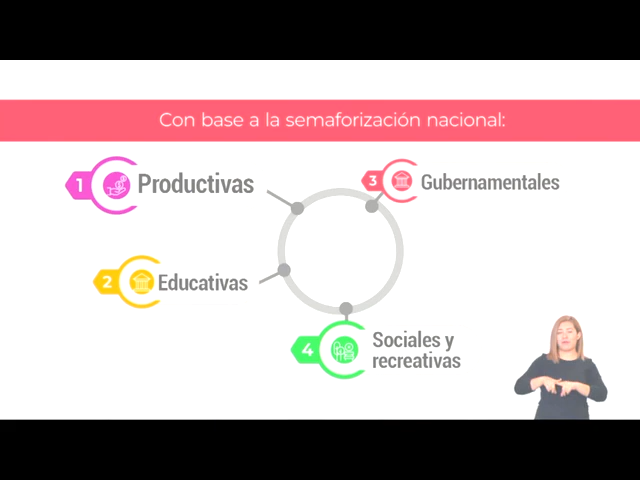 Con base a la semaforización nacional:
1 Productivas
3 Gubernamentales
2 Educativas
4 Sociales y
recreativas